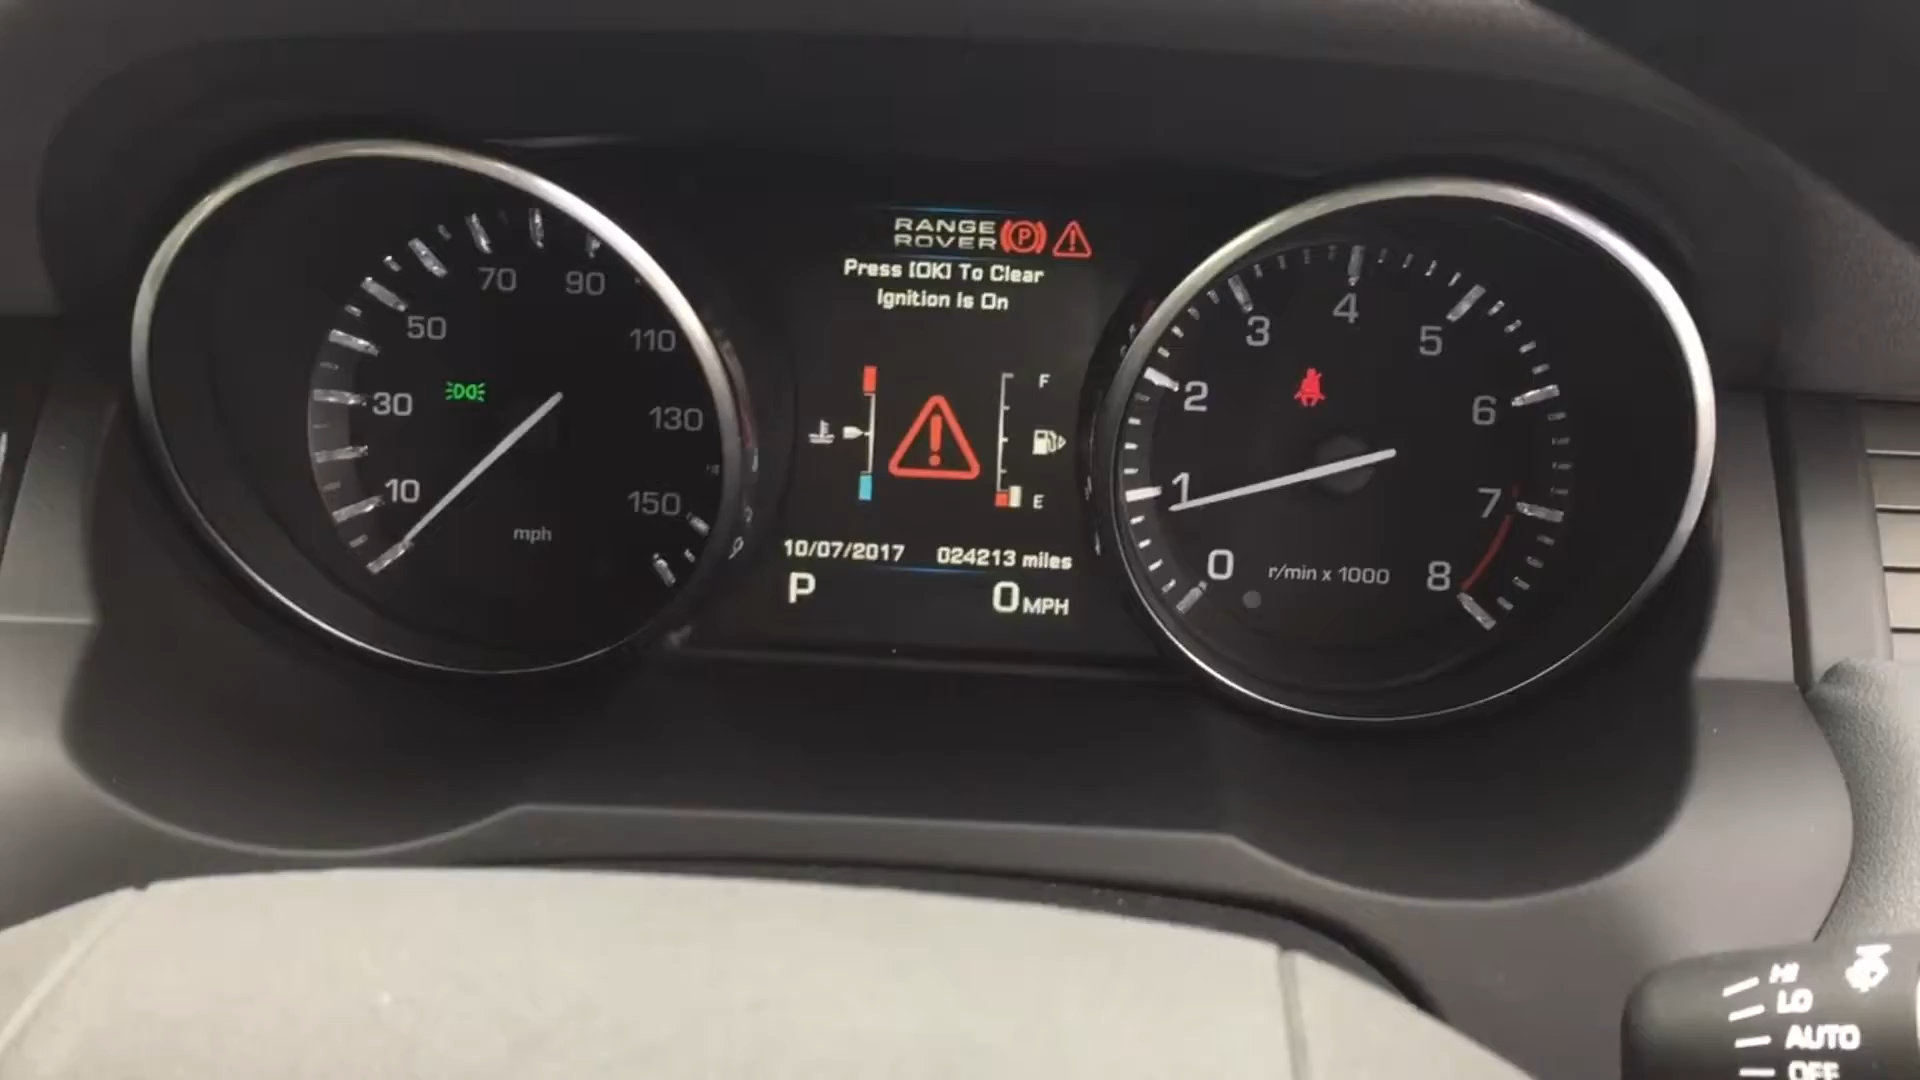 RANGE
ROVER
Press [OK] To Clear
Ignition Is On
F
E
10/07/2017 024213 miles
P 0 MPH
10
30
50
70
90
110
130
150
mph
0
1
2
3
4
5
6
7
8
r/min x 1000
HI
LO
AUTO
OFF